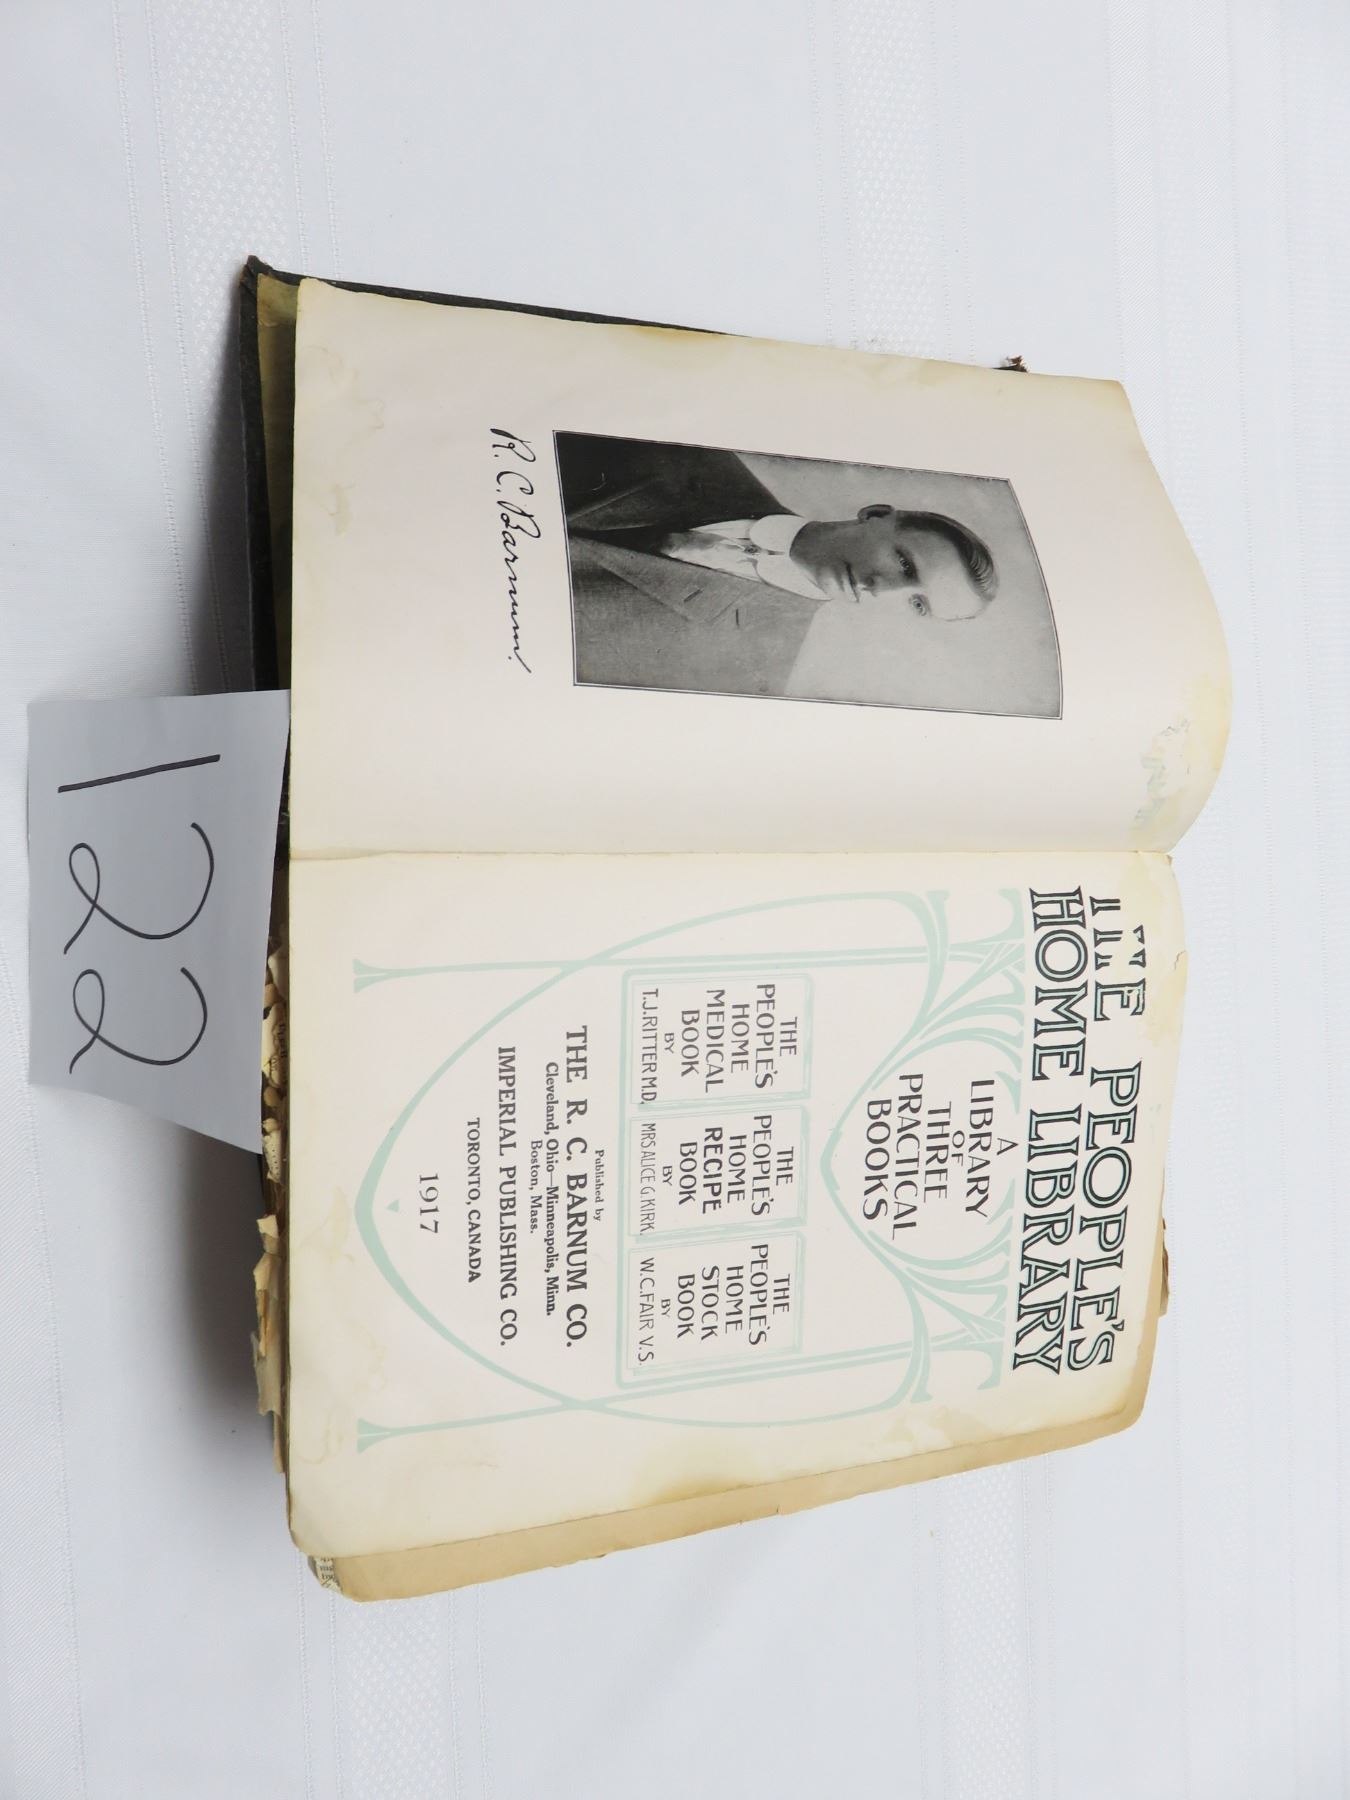 R. C. Barnum.
THE PEOPLE'S
HOME LIBRARY
A
LIBRARY
OF
THREE
PRACTICAL
BOOKS
THE
PEOPLE'S
HOME
MEDICAL
BOOK
BY
T.J.RITTER M.D.
THE
PEOPLE'S
HOME
RECIPE
BOOK
BY
MRS ALICE G. KIRK.
THE
PEOPLE'S
HOME
STOCK
BOOK
BY
W.C.FAIR V.S.
Published by
THE R. C. BARNUM CO.
Cleveland, Ohio—Minneapolis, Minn.
Boston, Mass.
IMPERIAL PUBLISHING CO.
TORONTO, CANADA
1917
122